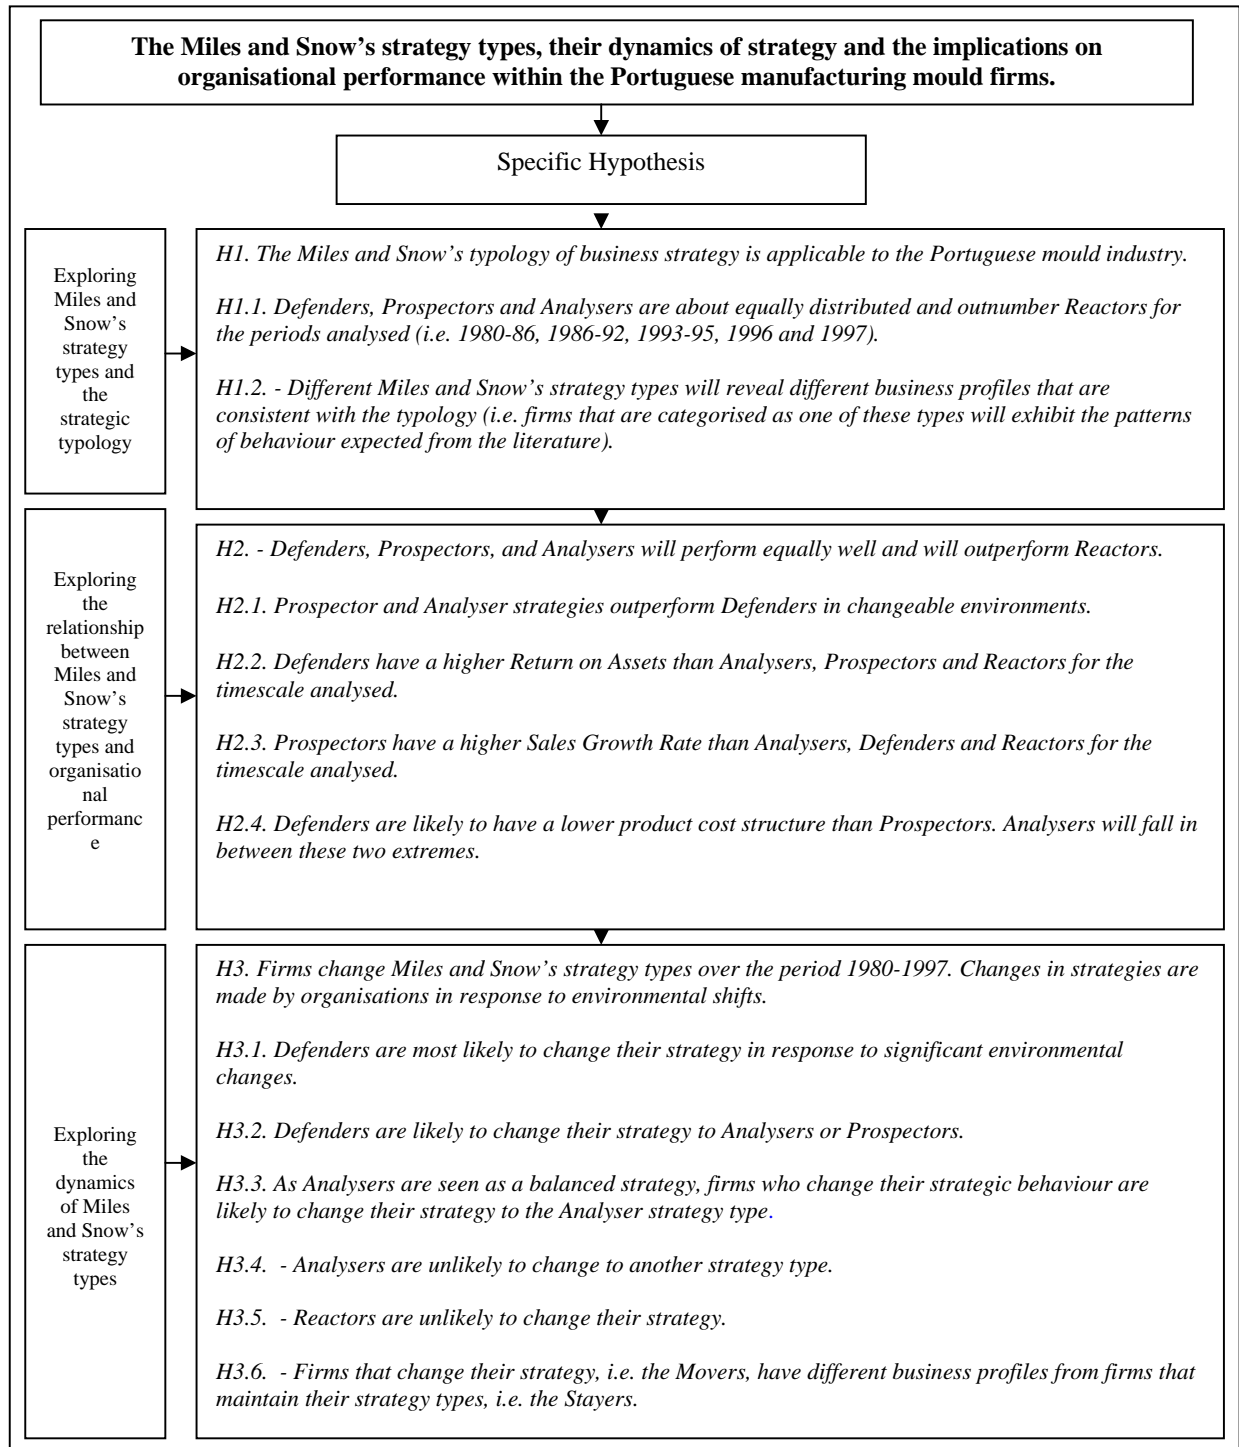 The Miles and Snow's strategy types, their dynamics of strategy and the implications on
organisational performance within the Portuguese manufacturing mould firms.
Specific Hypothesis
Exploring
Miles and
Snow's
strategy
types and
the
strategic
typology
H1. The Miles and Snow's typology of business strategy is applicable to the Portuguese mould industry.
H1.1. Defenders, Prospectors and Analysers are about equally distributed and outnumber Reactors for
the periods analysed (i.e. 1980-86, 1986-92, 1993-95, 1996 and 1997).
H1.2. - Different Miles and Snow's strategy types will reveal different business profiles that are
consistent with the typology (i.e. firms that are categorised as one of these types will exhibit the patterns
of behaviour expected from the literature).
Exploring
the
relationship
between
Miles and
Snow's
strategy
types and
organisatio
nal
performanc
e
H2. - Defenders, Prospectors, and Analysers will perform equally well and will outperform Reactors.
H2.1. Prospector and Analyser strategies outperform Defenders in changeable environments.
H2.2. Defenders have a higher Return on Assets than Analysers, Prospectors and Reactors for the
timescale analysed.
H2.3. Prospectors have a higher Sales Growth Rate than Analysers, Defenders and Reactors for the
timescale analysed.
H2.4. Defenders are likely to have a lower product cost structure than Prospectors. Analysers will fall in
between these two extremes.
Exploring
the
dynamics
of Miles
and Snow's
strategy
types
H3. Firms change Miles and Snow's strategy types over the period 1980-1997. Changes in strategies are
made by organisations in response to environmental shifts.
H3.1. Defenders are most likely to change their strategy in response to significant environmental
changes.
H3.2. Defenders are likely to change their strategy to Analysers or Prospectors.
H3.3. As Analysers are seen as a balanced strategy, firms who change their strategic behaviour are
likely to change their strategy to the Analyser strategy type.
H3.4. - Analysers are unlikely to change to another strategy type.
H3.5. - Reactors are unlikely to change their strategy.
H3.6. - Firms that change their strategy, i.e. the Movers, have different business profiles from firms that
maintain their strategy types, i.e. the Stayers.